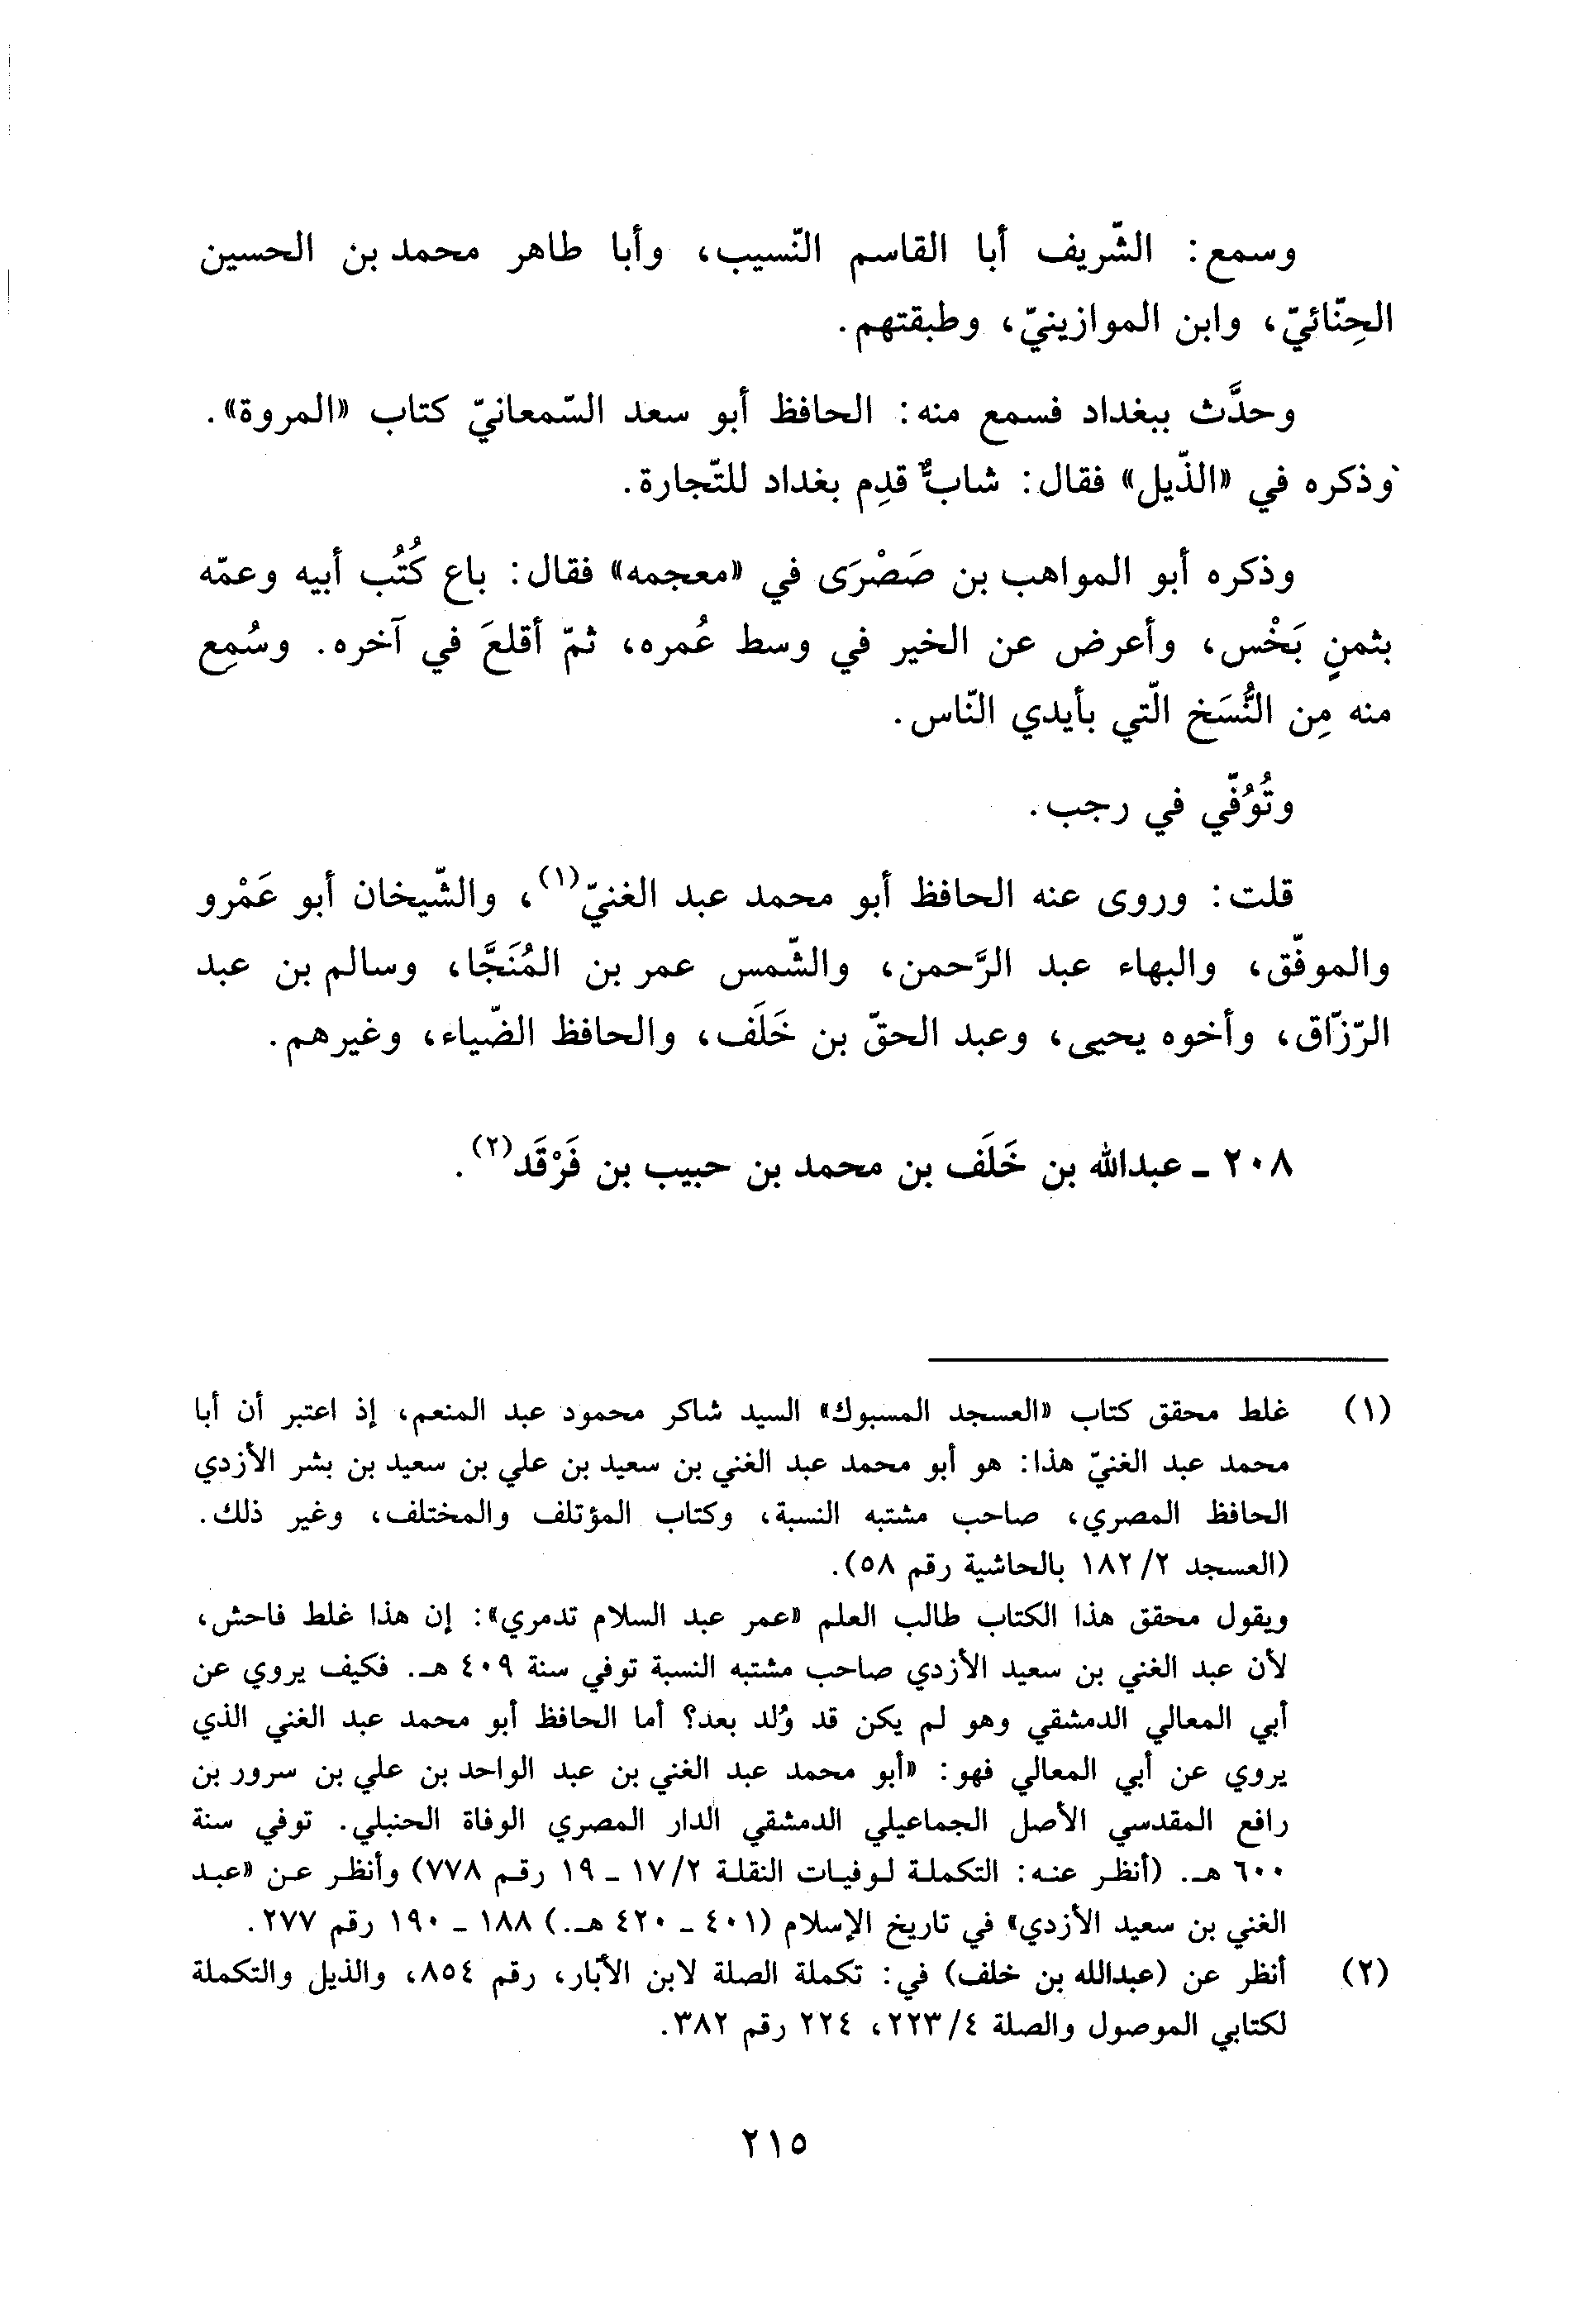 وسمع: الشّريف أبا القاسم النّسيب، وأبا طاهر محمد بن الحسين
الحِنّائيّ، وابن الموازينيّ، وطبقتهم.
وحدَّث ببغداد فسمع منه: الحافظ أبو سعد السّمعانيّ كتاب «المروة».
وذكره في «الذّيل» فقال: شابٌّ قدِم بغداد للتّجارة.
وذكره أبو المواهب بن صَصْرَى في «معجمه» فقال: باع كُتُب أبيه وعمّه
بثمنٍ بَخْس، وأعرض عن الخير في وسط عُمره، ثمّ أقلعَ في آخره. وسُمِع
منه مِن النُّسَخ الّتي بأيدي النّاس.
وتُوُفّي في رجب.
قلت: وروى عنه الحافظ أبو محمد عبد الغنيّ(١)، والشّيخان أبو عَمْرو
والموفّق، والبهاء عبد الرَّحمن، والشّمس عمر بن المُنَجَّا، وسالم بن عبد
الرّزّاق، وأخوه يحيى، وعبد الحقّ بن خَلَف، والحافظ الضّياء، وغيرهم.
٢٠٨ ـ عبدالله بن خَلَف بن محمد بن حبيب بن فَرْقَد(٢).
(١) غلط محقق كتاب «العسجد المسبوك» السيد شاكر محمود عبد المنعم، إذ اعتبر أن أبا
محمد عبد الغنيّ هذا: هو أبو محمد عبد الغني بن سعيد بن علي بن سعيد بن بشر الأزدي
الحافظ المصري، صاحب مشتبه النسبة، وكتاب المؤتلف والمختلف، وغير ذلك.
(العسجد ٢/ ١٨٢ بالحاشية رقم ٥٨).
ويقول محقق هذا الكتاب طالب العلم «عمر عبد السلام تدمري»: إن هذا غلط فاحش،
لأن عبد الغني بن سعيد الأزدي صاحب مشتبه النسبة توفي سنة ٤٠٩ هـ. فكيف يروي عن
أبي المعالي الدمشقي وهو لم يكن قد وُلد بعد؟ أما الحافظ أبو محمد عبد الغني الذي
يروي عن أبي المعالي فهو: «أبو محمد عبد الغني بن عبد الواحد بن علي بن سرور بن
رافع المقدسي الأصل الجماعيلي الدمشقي الدار المصري الوفاة الحنبلي. توفي سنة
٦٠٠ هـ. (أنظر عنه: التكملة لوفيات النقلة ٢/ ١٧ ـ ١٩ رقم ٧٧٨) وأنظر عن «عبد
الغني بن سعيد الأزدي» في تاريخ الإسلام (٤٠١ ـ ٤٢٠ هـ.) ١٨٨ ـ ١٩٠ رقم ٢٧٧.
(٢) أنظر عن (عبدالله بن خلف) في: تكملة الصلة لابن الأبّار، رقم ٨٥٤، والذيل والتكملة
لكتابي الموصول والصلة ٤/ ٢٢٣، ٢٢٤ رقم ٣٨٢.
٢١٥